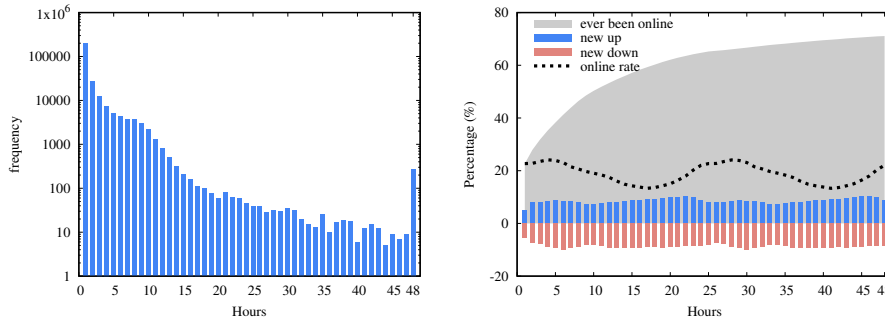 1x10⁶
100000
10000
1000
100
10
1
frequency
0 5 10 15 20 25 30 35 40 45 48
Hours
80
60
40
20
0
-20
Percentage (%)
ever been online
new up
new down
online rate
0 5 10 15 20 25 30 35 40 45
Hours